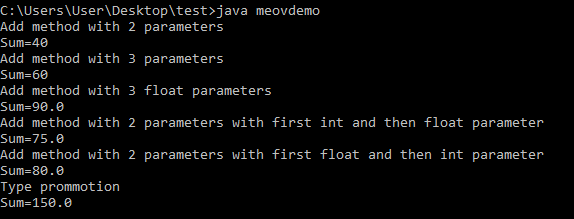 C:\Users\User\Desktop\test>java meovdemo
Add method with 2 parameters
Sum=40
Add method with 3 parameters
Sum=60
Add method with 3 float parameters
Sum=90.0
Add method with 2 parameters with first int and then float parameter
Sum=75.0
Add method with 2 parameters with first float and then int parameter
Sum=80.0
Type prommotion
Sum=150.0